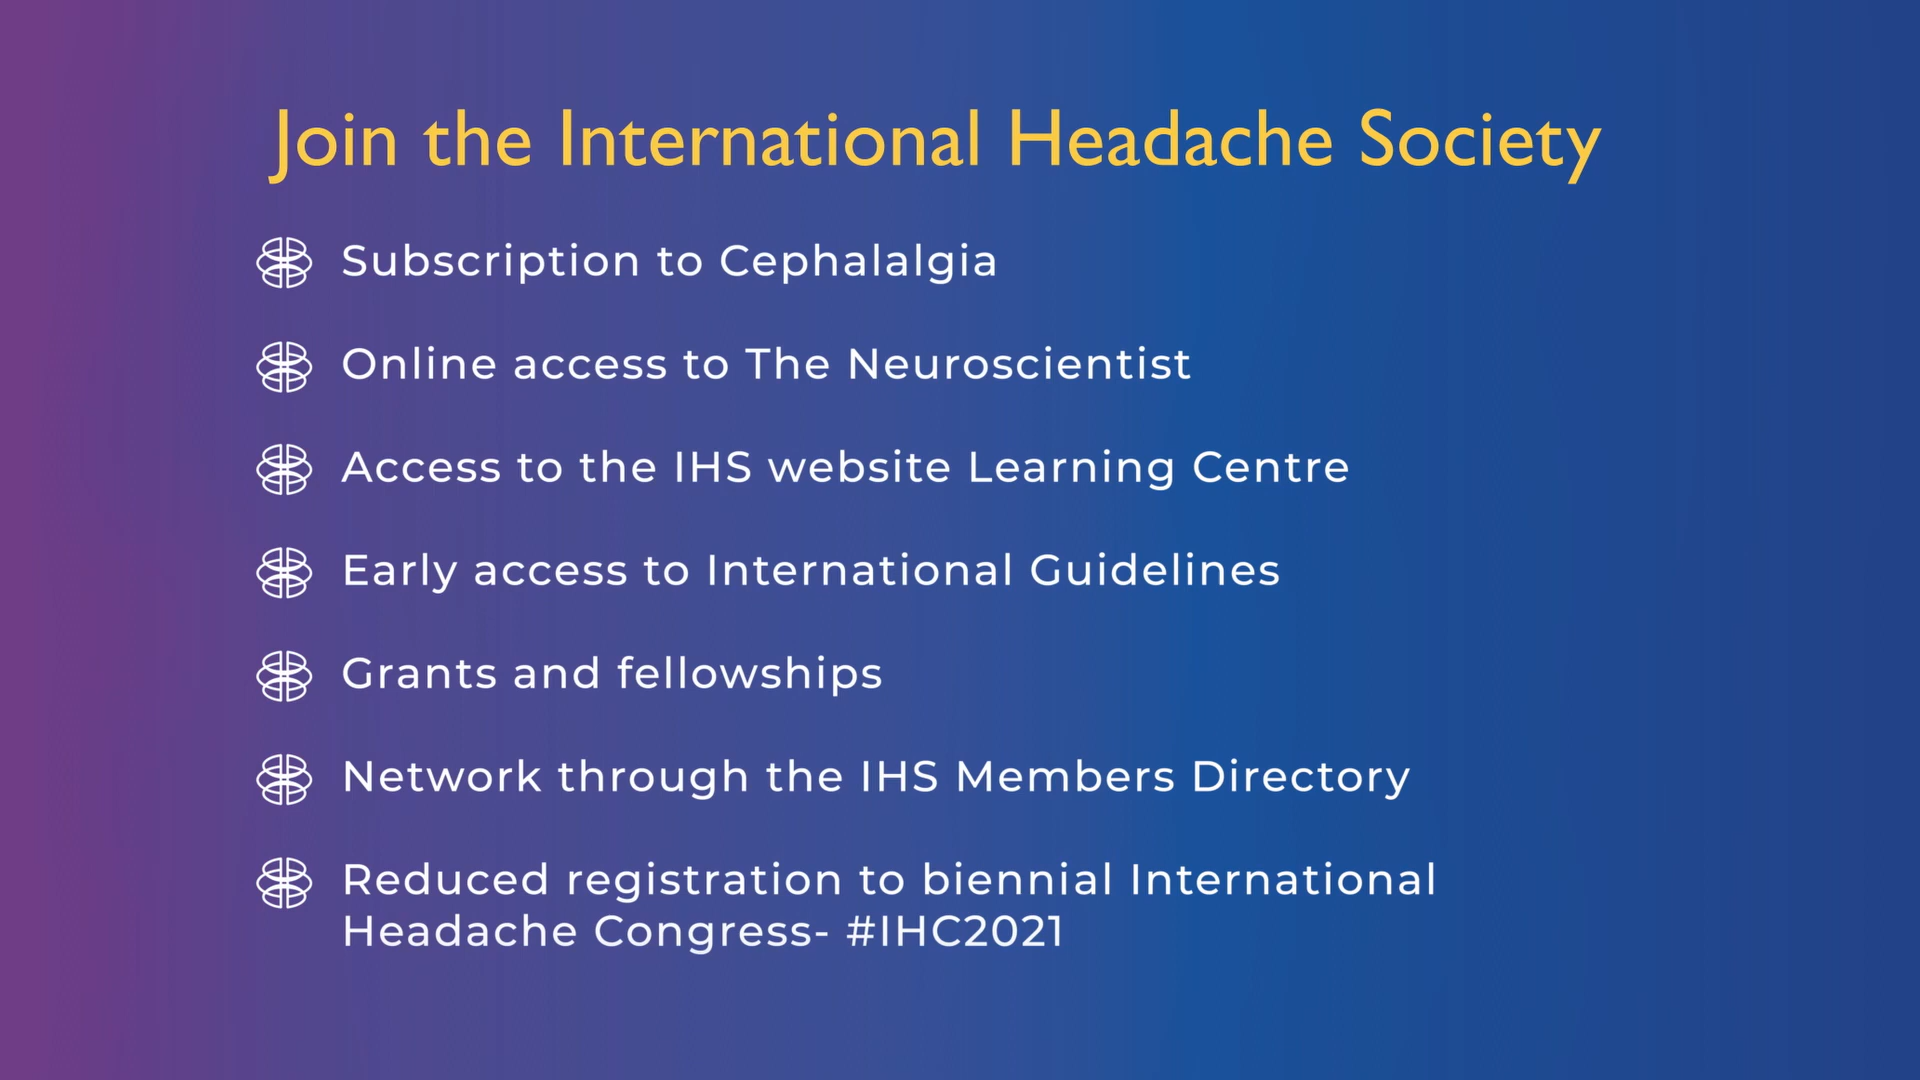 Join the International Headache Society
Subscription to Cephalalgia
Online access to The Neuroscientist
Access to the IHS website Learning Centre
Early access to International Guidelines
Grants and fellowships
Network through the IHS Members Directory
Reduced registration to biennial International
Headache Congress- #IHC2021